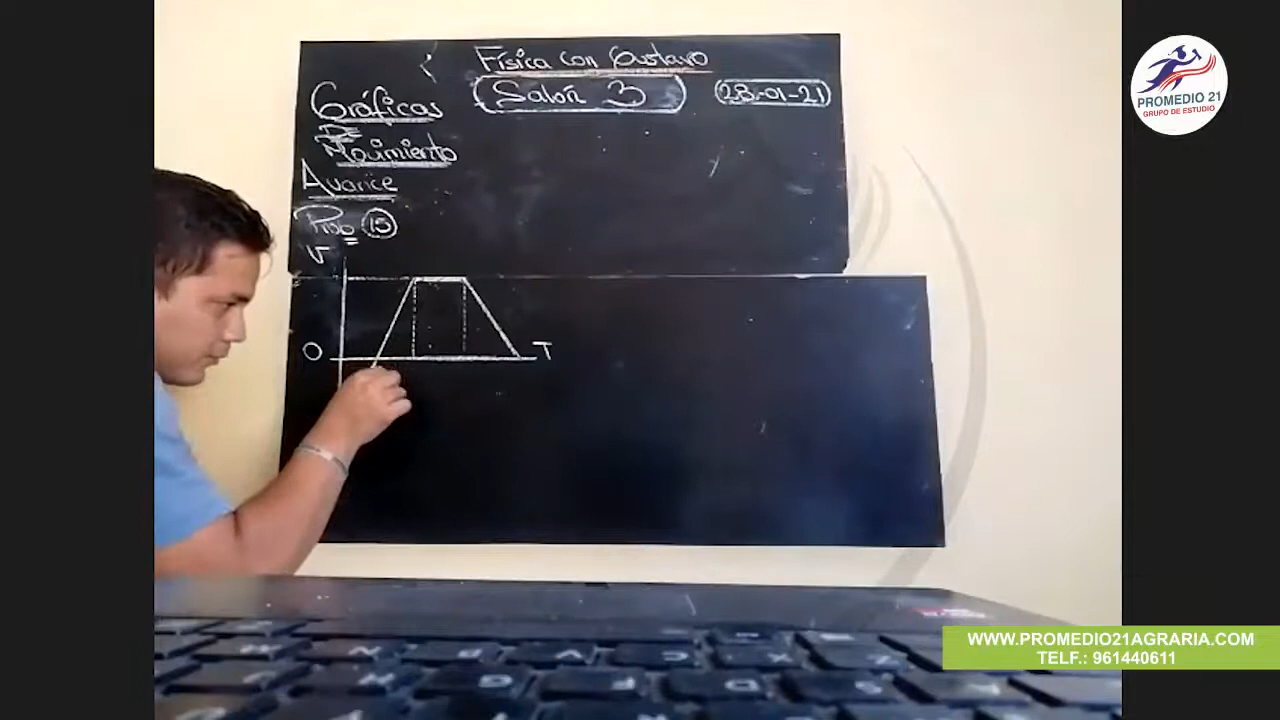 Física con Gustavo
Gráficas
Salón 3
28-01-21
De
Movimiento
Avance
Prob 15
V
O
T
PROMEDIO 21
GRUPO DE ESTUDIO
WWW.PROMEDIO21AGRARIA.COM
TELF.: 961440611